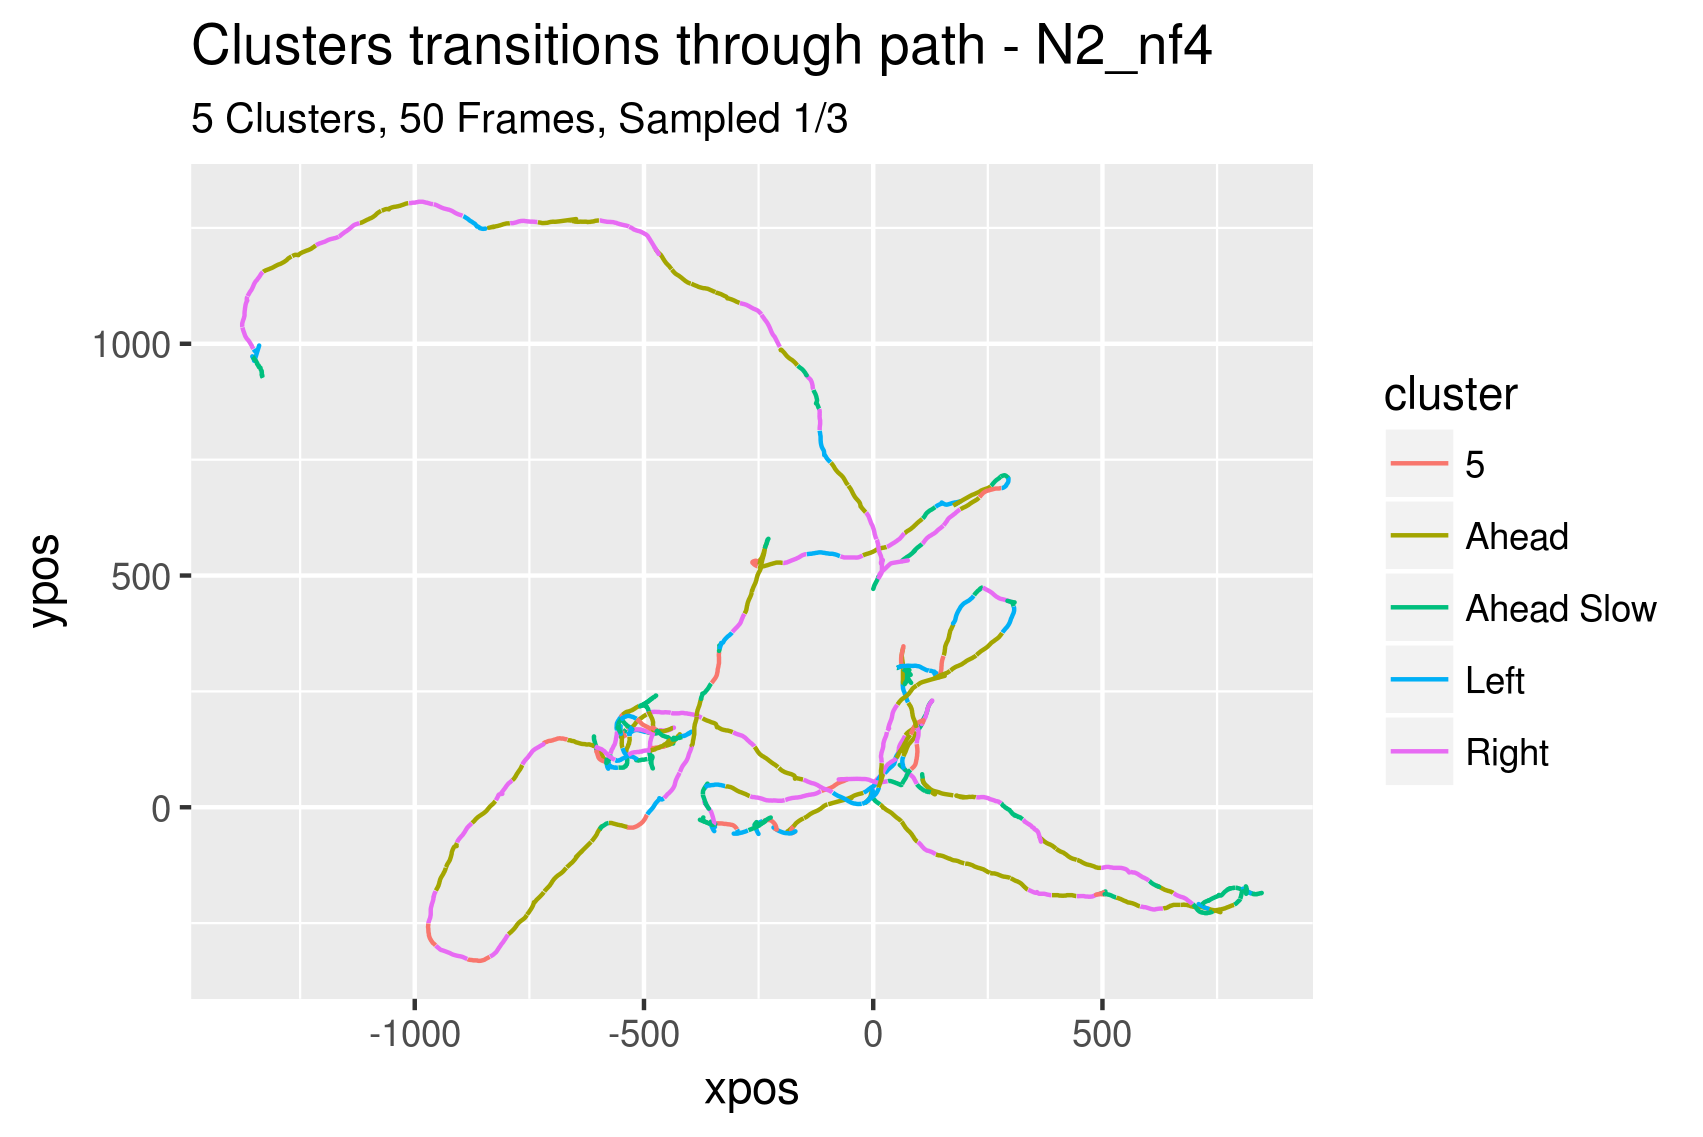 Clusters transitions through path - N2_nf4
5 Clusters, 50 Frames, Sampled 1/3
ypos
1000
500
0
-1000
-500
0
500
xpos
cluster
5
Ahead
Ahead Slow
Left
Right